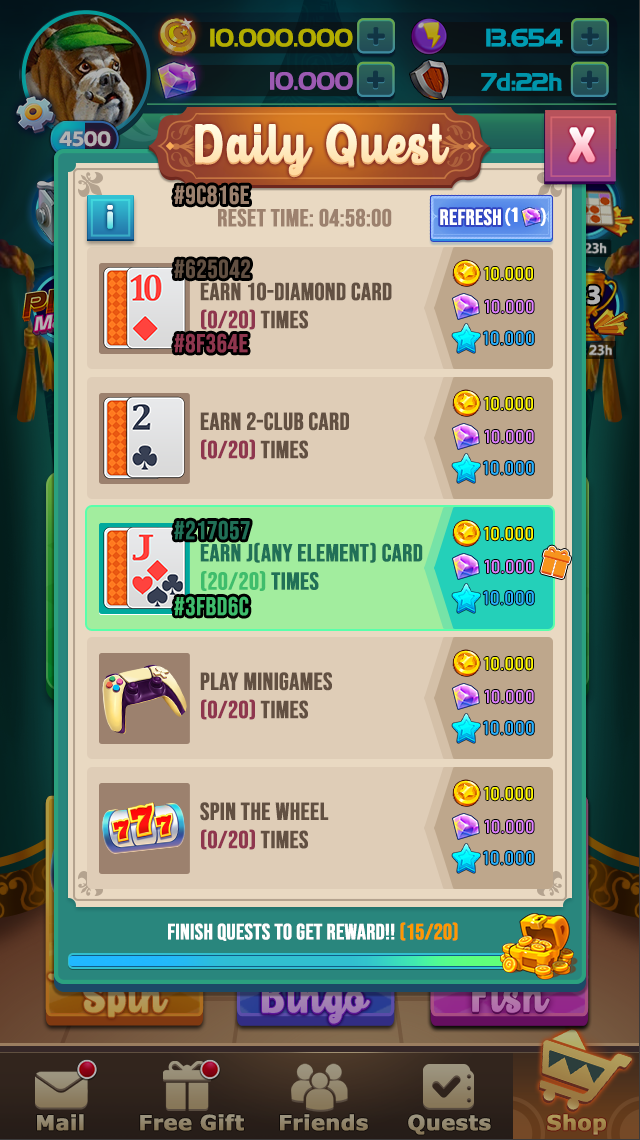 10.000.000
13.654
10.000
7d:22h
4500
Daily Quest
X
#9C816E
i
RESET TIME: 04:58:00
REFRESH (1 )
23h
#625042
10
EARN 10-DIAMOND CARD
(0/20) TIMES
#8F364E
10.000
10.000
10.000
3
23h
2
EARN 2-CLUB CARD
(0/20) TIMES
10.000
10.000
10.000
#217057
J
EARN J(ANY ELEMENT) CARD
(20/20) TIMES
#3FBD6C
10.000
10.000
10.000
PLAY MINIGAMES
(0/20) TIMES
10.000
10.000
10.000
777
SPIN THE WHEEL
(0/20) TIMES
10.000
10.000
10.000
FINISH QUESTS TO GET REWARD!! (15/20)
Spin
Bingo
Fish
Mail
Free Gift
Friends
Quests
Shop